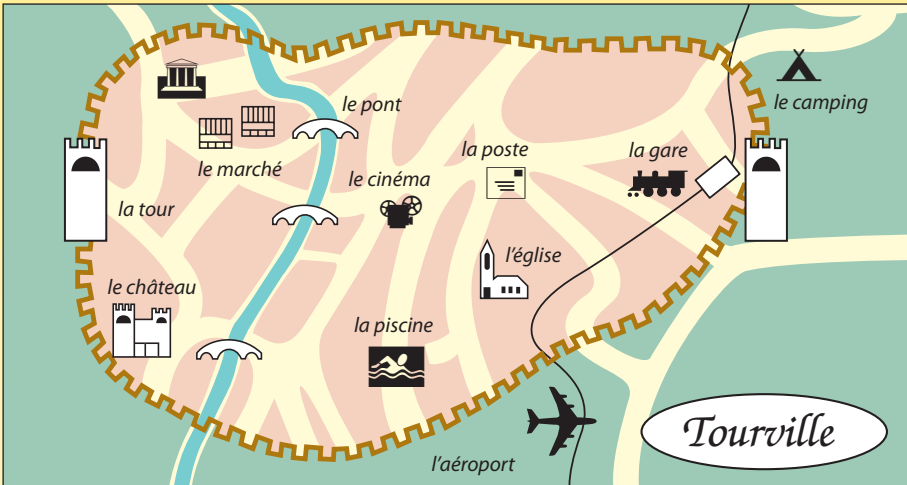 le pont
le camping
la poste
la gare
le marché
le cinéma
la tour
l'église
le château
la piscine
Tourville
l'aéroport